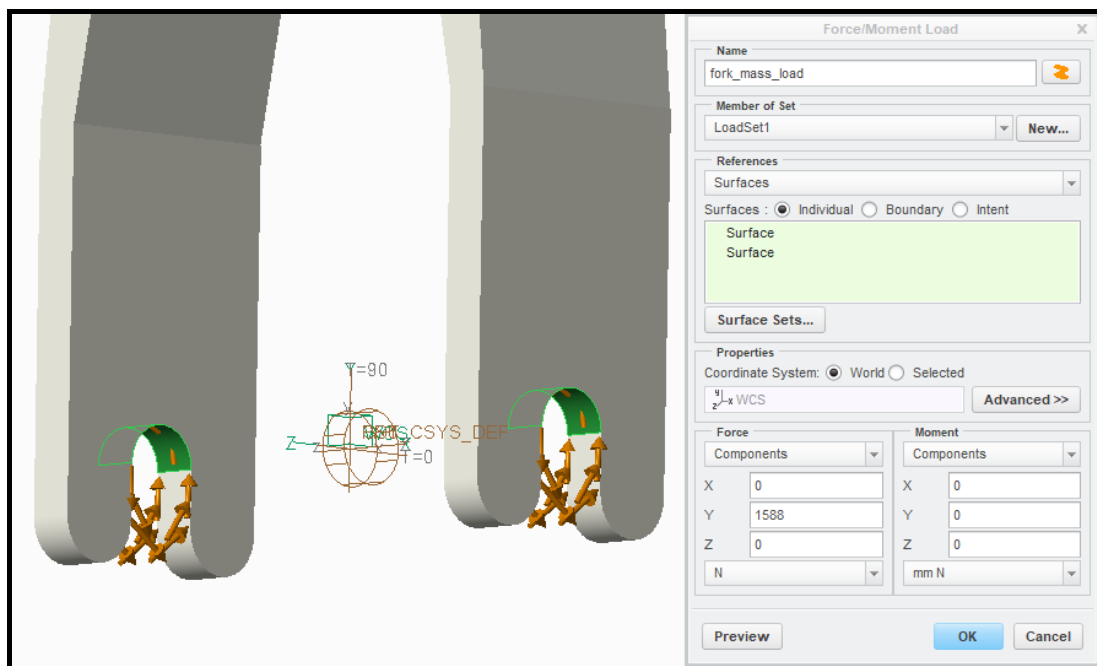 Force/Moment Load
Name
fork_mass_load
Member of Set
LoadSet1
New...
References
Surfaces
Surfaces : Individual Boundary Intent
Surface
Surface
Surface Sets...
Properties
Coordinate System: World Selected
y z x WCS
Advanced >>
Force
Moment
Components
Components
X 0 X 0
Y 1588 Y 0
Z 0 Z 0
N
mm N
Preview
OK
Cancel
Y=90
CSYS_DEF
Z
T=0